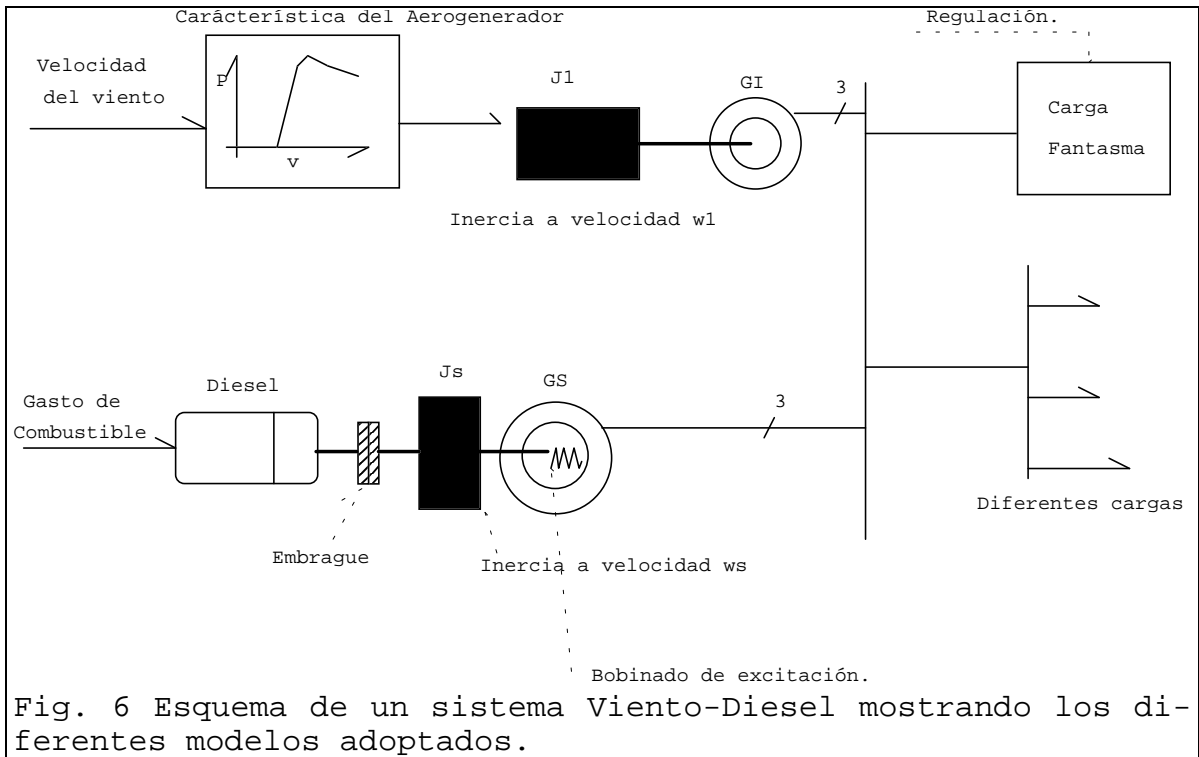 Carácterística del Aerogenerador
Regulación.
Velocidad
del viento
P
v
J1
GI
3
Carga
Fantasma
Inercia a velocidad w1
Diesel
Js
GS
3
Gasto de
Combustible
Diferentes cargas
Embrague
Inercia a velocidad ws
Bobinado de excitación.
Fig. 6 Esquema de un sistema Viento-Diesel mostrando los di-
ferentes modelos adoptados.